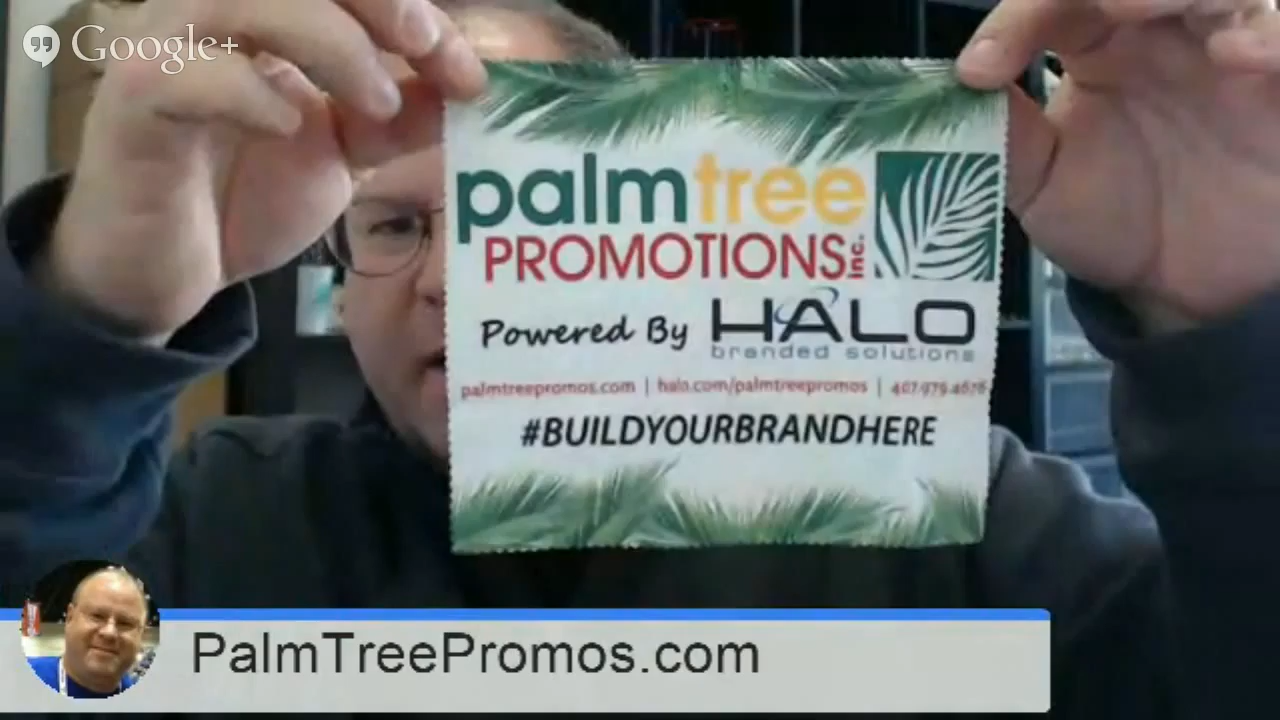 Google+
palmtree
PROMOTIONS inc.
Powered By HALO
branded solutions
palmtreepromos.com | halo.com/palmtreepromos | 407.979.4676
#BUILDYOURBRANDHERE
PalmTreePromos.com